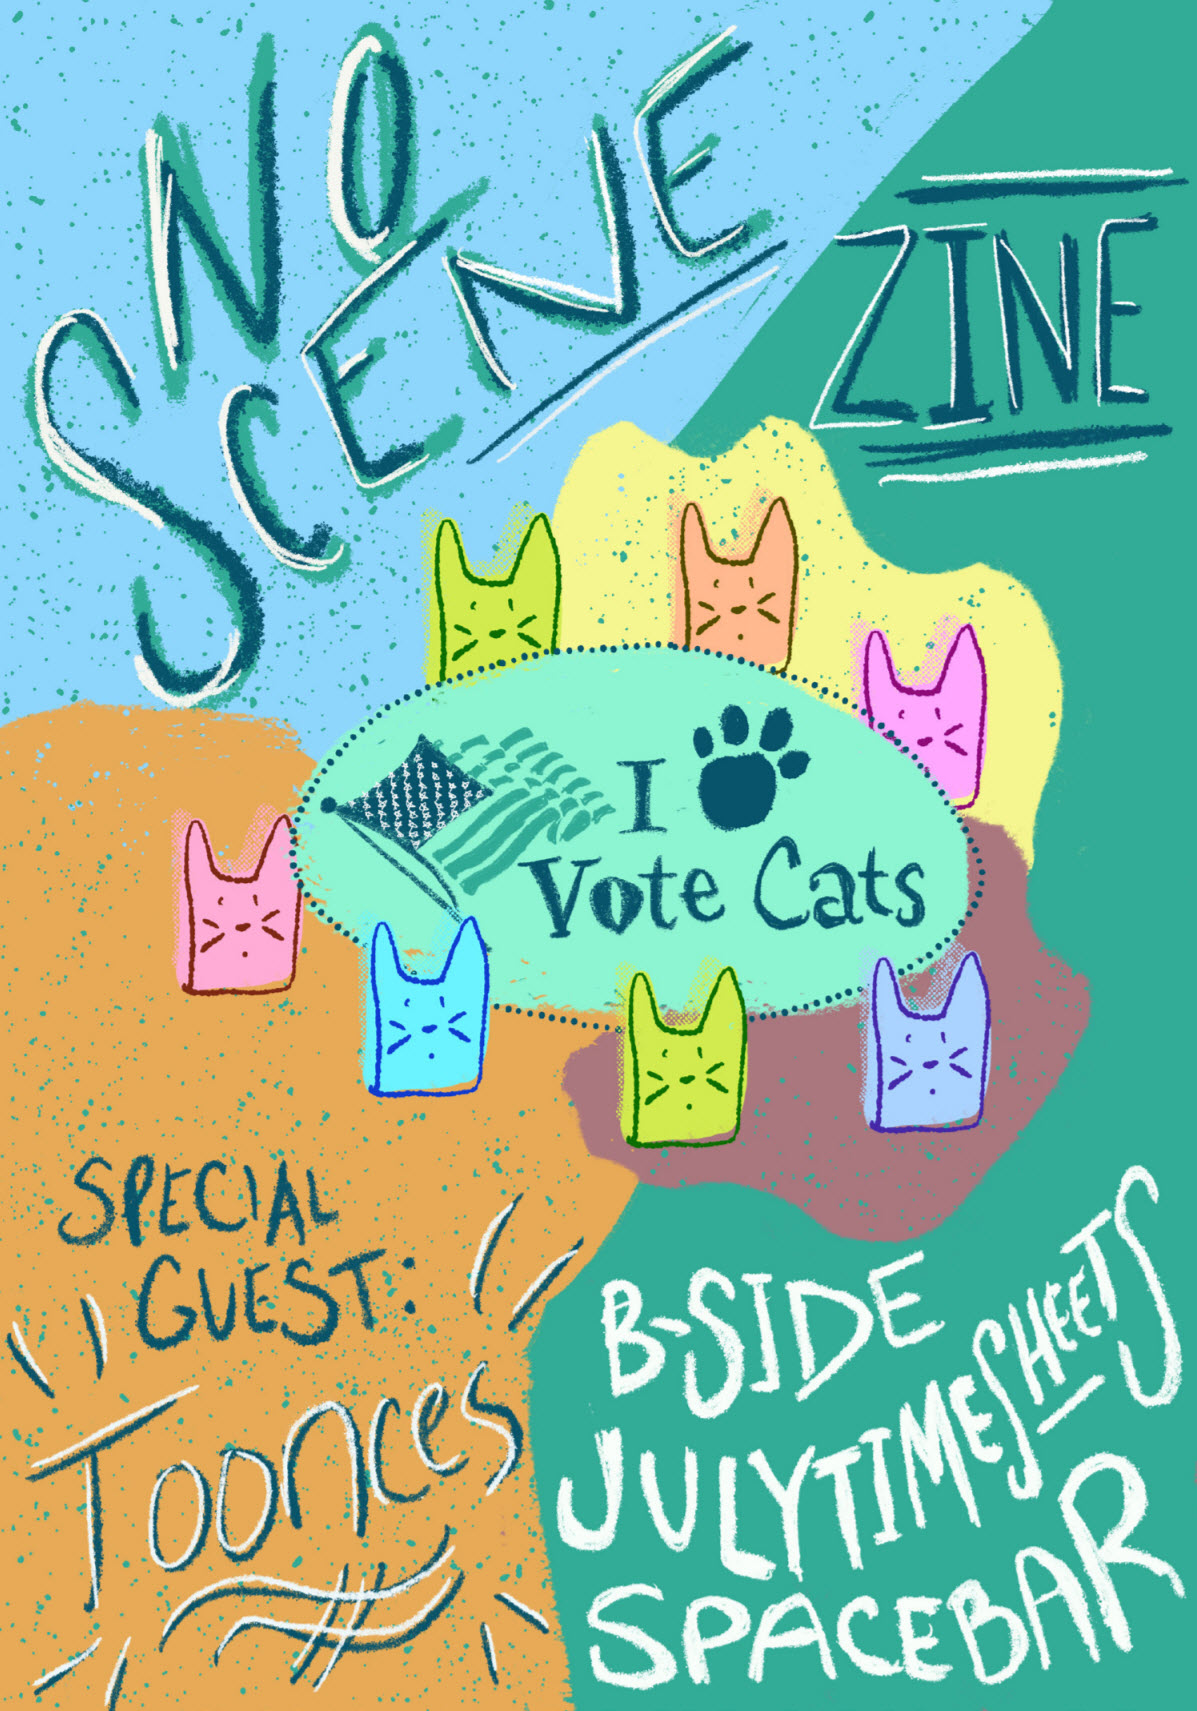 NO
SCENE
ZINE
I
Vote Cats
SPECIAL
GUEST:
Toonces
B-SIDE
JULYTIMESHEETS
SPACEBAR